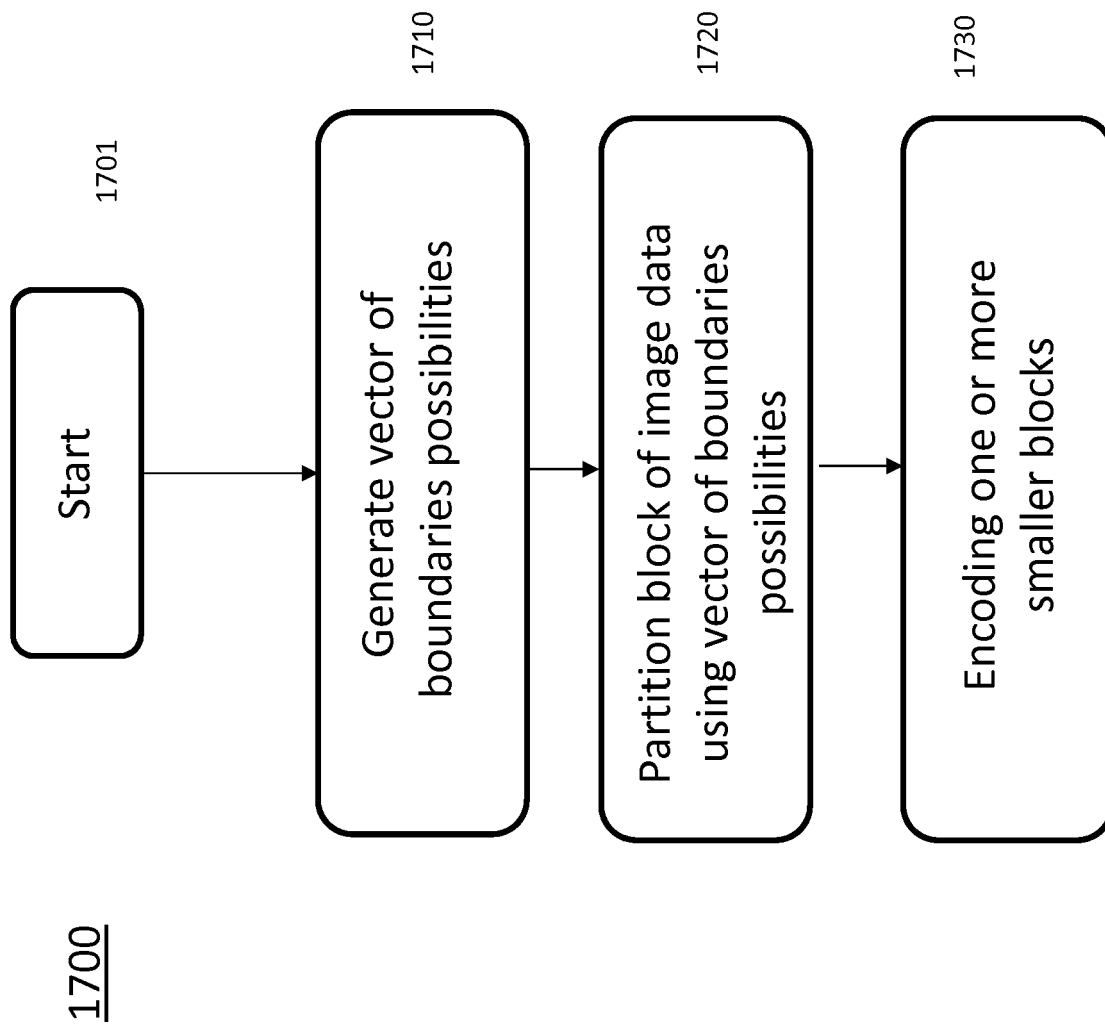 1700
Start
1701
Generate vector of
boundaries possibilities
1710
Partition block of image data
using vector of boundaries
possibilities
1720
Encoding one or more
smaller blocks
1730